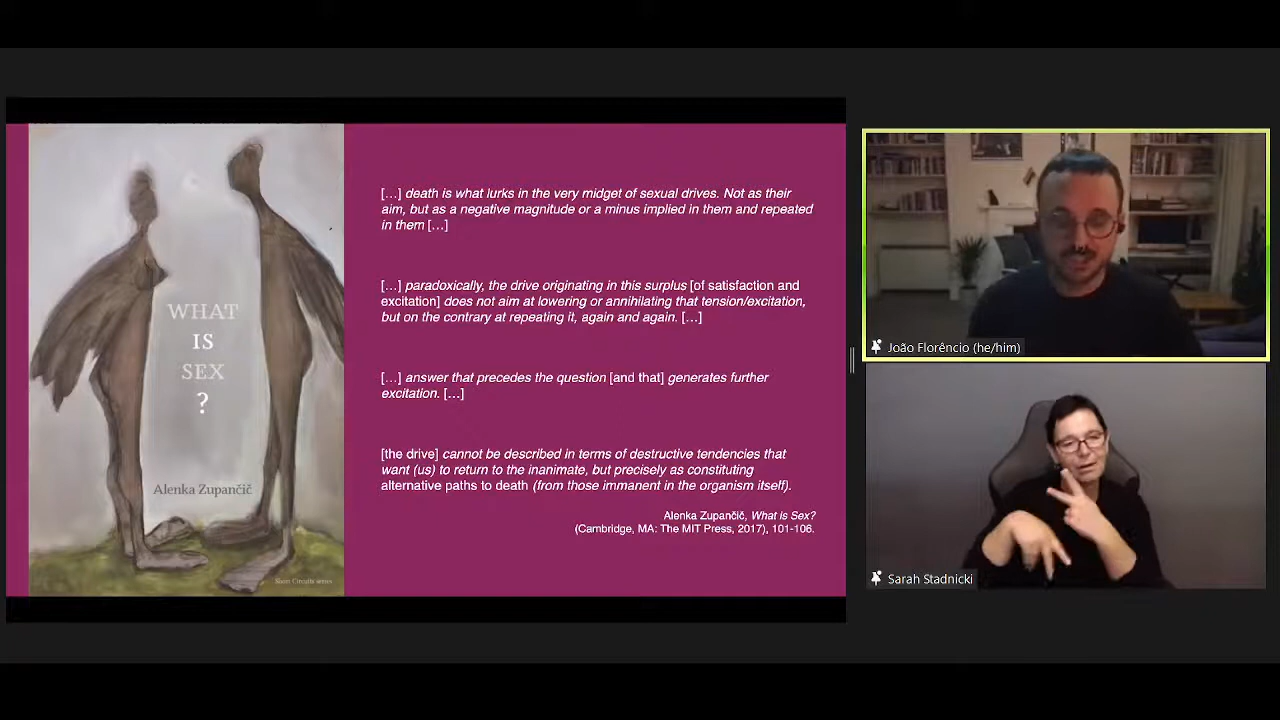 WHAT
IS
SEX
?
Alenka Zupančič
Short Circuits series
[...] death is what lurks in the very midget of sexual drives. Not as their
aim, but as a negative magnitude or a minus implied in them and repeated
in them [...]
[...] paradoxically, the drive originating in this surplus [of satisfaction and
excitation] does not aim at lowering or annihilating that tension/excitation,
but on the contrary at repeating it, again and again. [...]
[...] answer that precedes the question [and that] generates further
excitation. [...]
[the drive] cannot be described in terms of destructive tendencies that
want (us) to return to the inanimate, but precisely as constituting
alternative paths to death (from those immanent in the organism itself).
Alenka Zupančič, What is Sex?
(Cambridge, MA: The MIT Press, 2017), 101-106.
João Florêncio (he/him)
Sarah Stadnicki